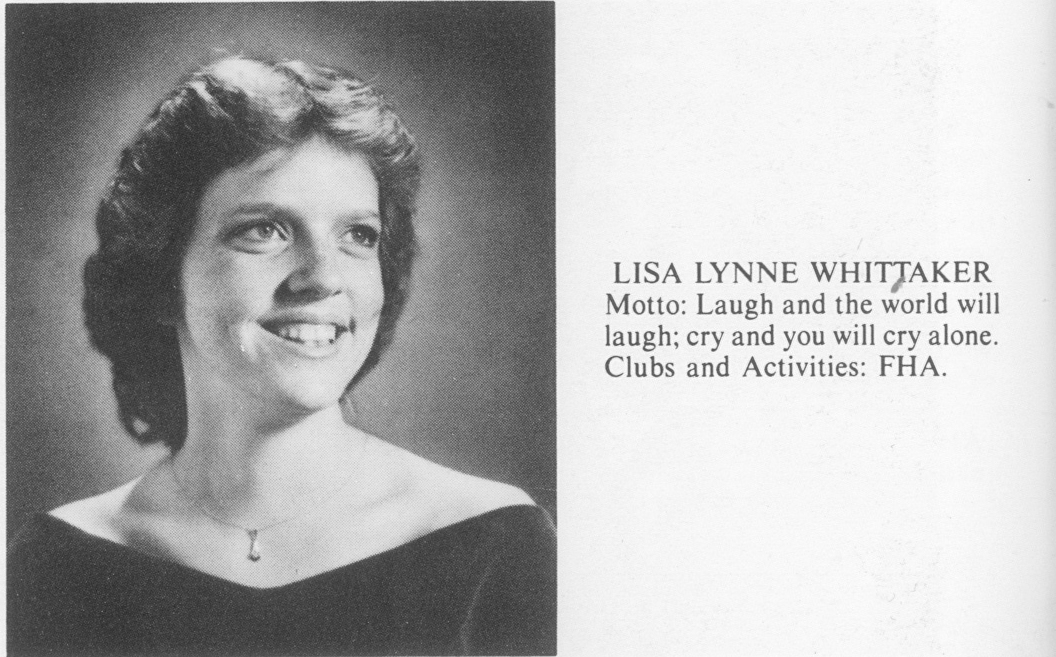 LISA LYNNE WHITTAKER
Motto: Laugh and the world will
laugh; cry and you will cry alone.
Clubs and Activities: FHA.